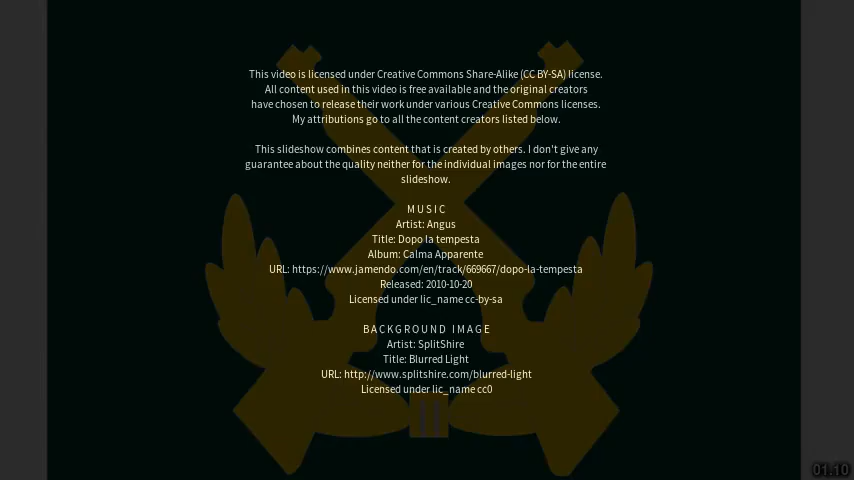 This video is licensed under Creative Commons Share-Alike (CC BY-SA) license.
All content used in this video is free available and the original creators
have chosen to release their work under various Creative Commons licenses.
My attributions go to all the content creators listed below.
This slideshow combines content that is created by others. I don't give any
guarantee about the quality neither for the individual images nor for the entire
slideshow.
MUSIC
Artist: Angus
Title: Dopo la tempesta
Album: Calma Apparente
URL: https://www.jamendo.com/en/track/669667/dopo-la-tempesta
Released: 2010-10-20
Licensed under lic_name cc-by-sa
BACKGROUND IMAGE
Artist: SplitShire
Title: Blurred Light
URL: http://www.splitshire.com/blurred-light
Licensed under lic_name cc0
01.10